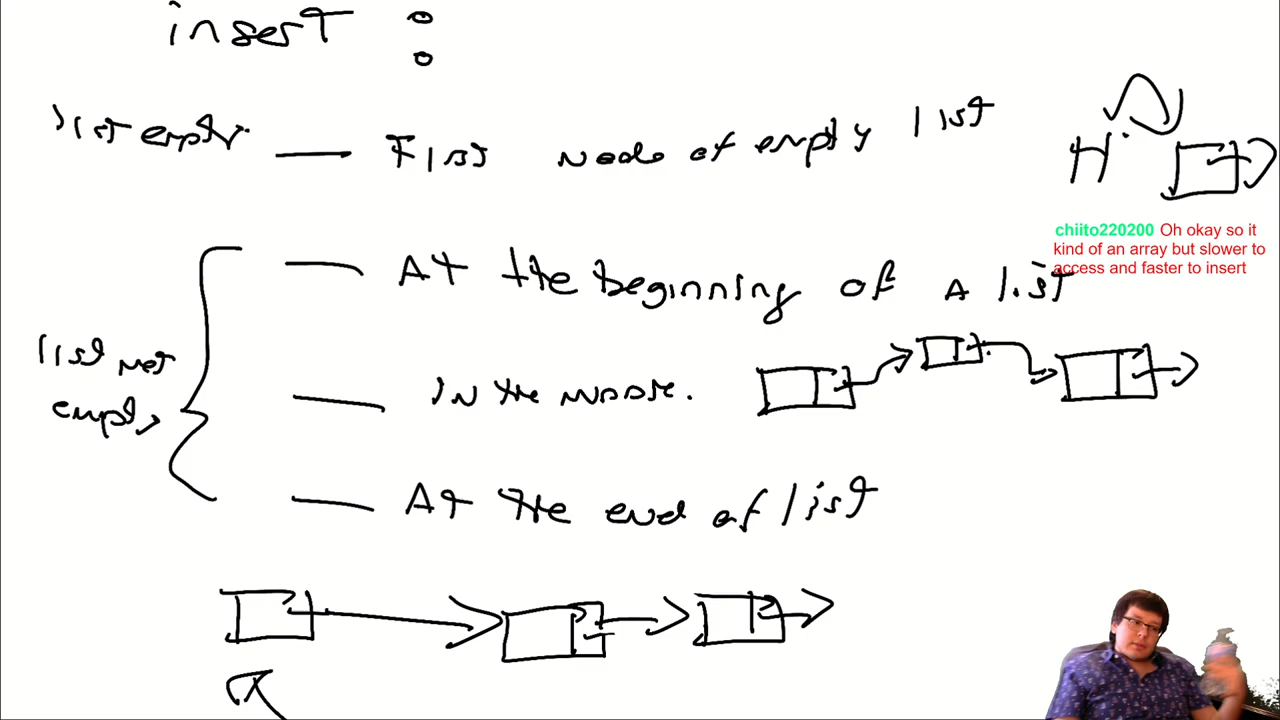 insert :
list empty — First Node of empty list
H
chiito220200 Oh okay so it
kind of an array but slower to
access and faster to insert
— At the beginning of a list
list not
empty
— in the middle.
— At the end of list